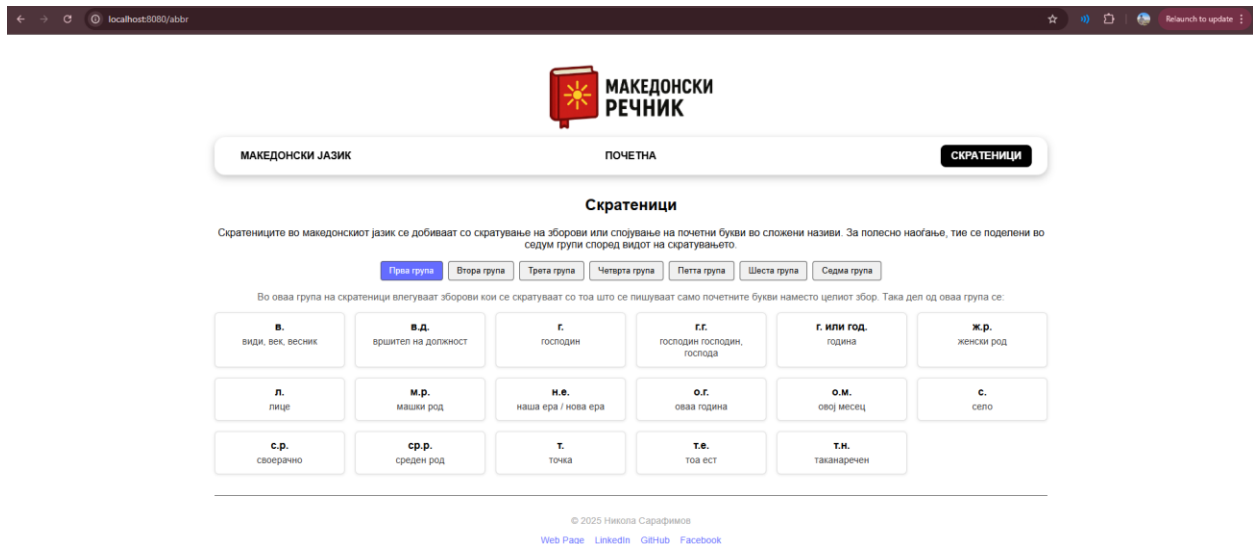 localhost:8080/abbr
Relaunch to update
МАКЕДОНСКИ
РЕЧНИК
МАКЕДОНСКИ ЈАЗИК
ПОЧЕТНА
СКРАТЕНИЦИ
Скратеници
Скратениците во македонскиот јазик се добиваат со скратување на зборови или спојување на почетни букви во сложени називи. За полесно наоѓање, тие се поделени во
седум групи според видот на скратувањето.
Прва група Втора група Трета група Четврта група Петта група Шеста група Седма група
Во оваа група на скратеници влегуваат зборови кои се скратуваат со тоа што се пишуваат само почетните букви наместо целиот збор. Така дел од оваа група се:
в.
види, век, весник
в.д.
вршител на должност
г.
господин
г.г.
господин господин,
господа
г. или год.
година
ж.р.
женски род
л.
лице
м.р.
машки род
н.е.
наша ера / нова ера
о.г.
оваа година
о.м.
овој месец
с.
село
с.р.
своерачно
ср.р.
среден род
т.
точка
т.е.
тоа ест
т.н.
таканаречен
© 2025 Никола Сарафимов
Web Page LinkedIn GitHub Facebook